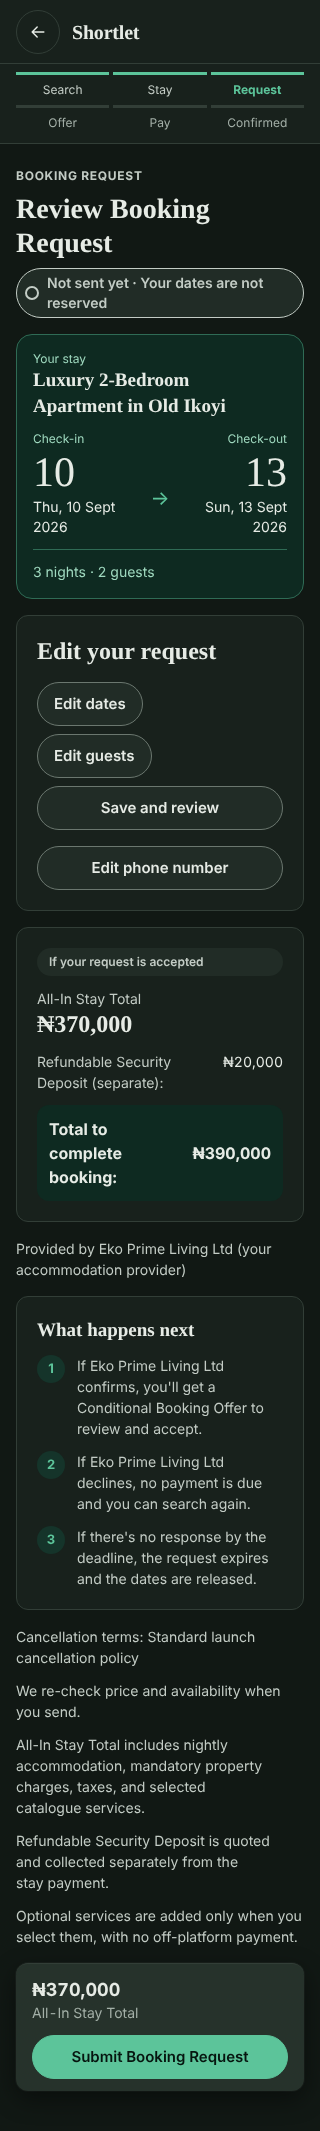 Shortlet
Search
Stay
Request
Offer
Pay
Confirmed
BOOKING REQUEST
Review Booking
Request
Not sent yet · Your dates are not
reserved
Your stay
Luxury 2-Bedroom
Apartment in Old Ikoyi
Check-in
10
Thu, 10 Sept
2026
→
Check-out
13
Sun, 13 Sept
2026
3 nights · 2 guests
Edit your request
Edit dates
Edit guests
Save and review
Edit phone number
If your request is accepted
All-In Stay Total
₦370,000
Refundable Security
Deposit (separate):
₦20,000
Total to
complete
booking:
₦390,000
Provided by Eko Prime Living Ltd (your
accommodation provider)
What happens next
1
If Eko Prime Living Ltd
confirms, you'll get a
Conditional Booking Offer to
review and accept.
2
If Eko Prime Living Ltd
declines, no payment is due
and you can search again.
3
If there's no response by the
deadline, the request expires
and the dates are released.
Cancellation terms: Standard launch
cancellation policy
We re-check price and availability when
you send.
All-In Stay Total includes nightly
accommodation, mandatory property
charges, taxes, and selected
catalogue services.
Refundable Security Deposit is quoted
and collected separately from the
stay payment.
Optional services are added only when you
select them, with no off-platform payment.
₦370,000
All-In Stay Total
Submit Booking Request